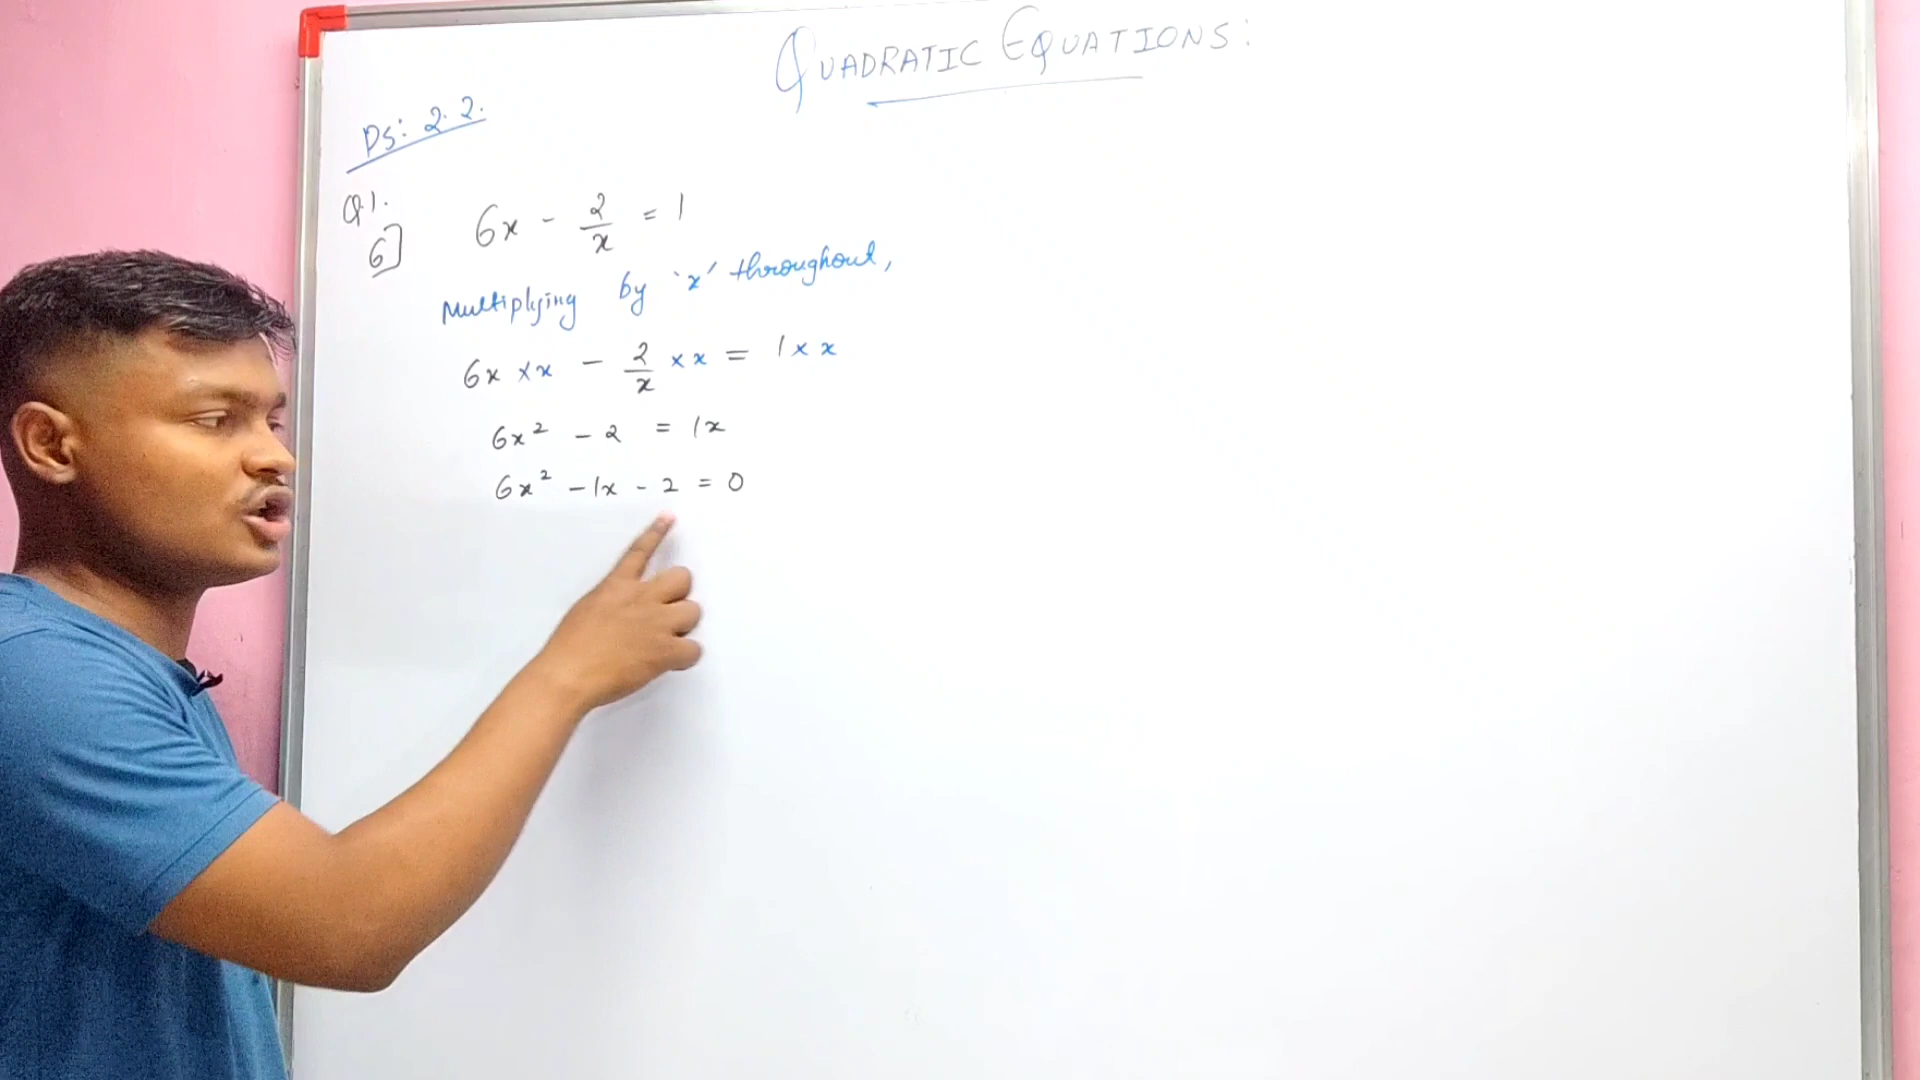 QUADRATIC EQUATIONS:
PS: 2.2.
Q1.
6] 6x - 2/x = 1
Multiplying by 'x' throughout,
6x × x - 2/x × x = 1 × x
6x² - 2 = 1x
6x² - 1x - 2 = 0